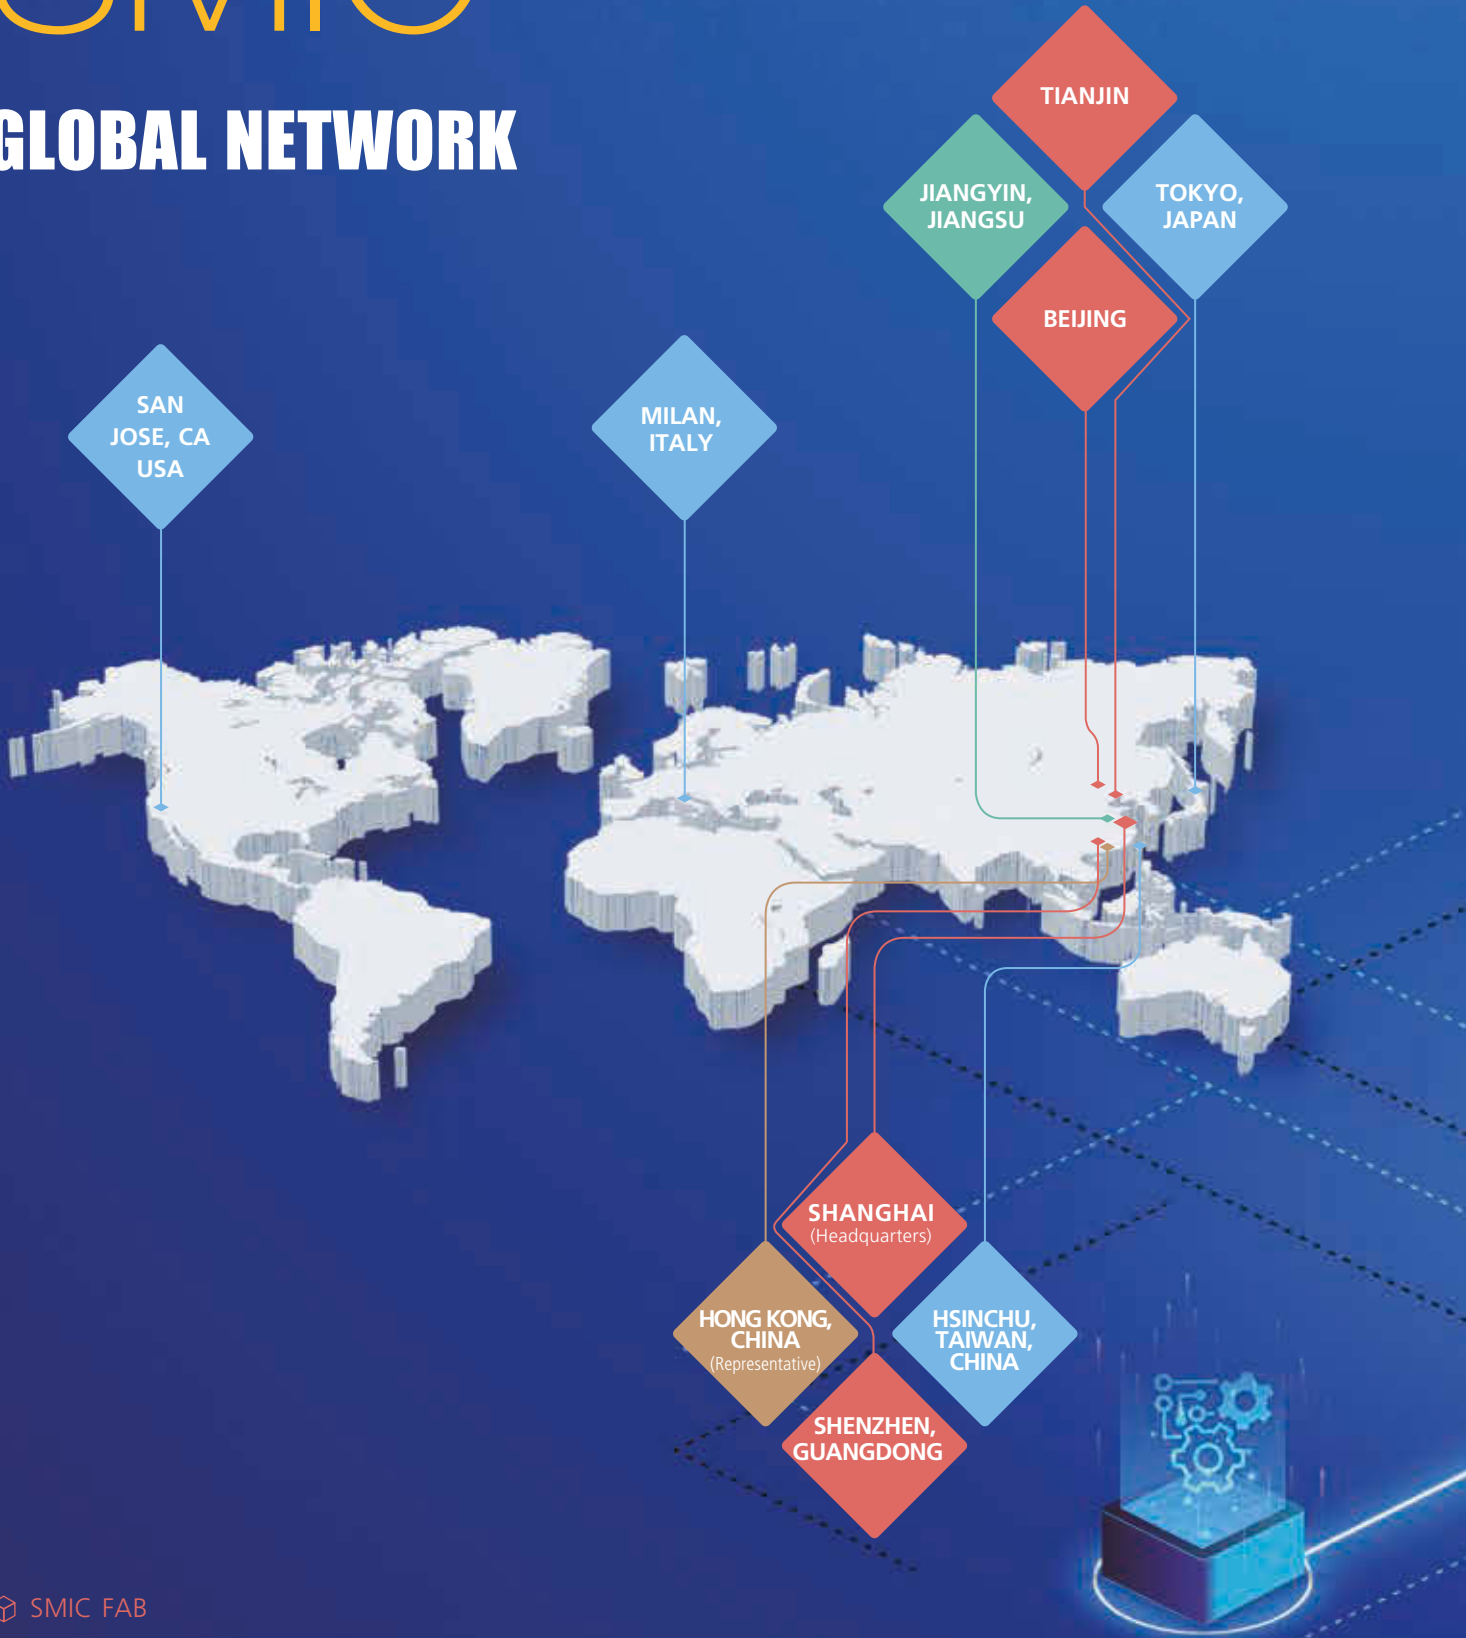 SMIC
GLOBAL NETWORK
TIANJIN
JIANGYIN,
JIANGSU
TOKYO,
JAPAN
BEIJING
SAN
JOSE, CA
USA
MILAN,
ITALY
SHANGHAI
(Headquarters)
HONG KONG,
CHINA
(Representative)
HSINCHU,
TAIWAN,
CHINA
SHENZHEN,
GUANGDONG
SMIC FAB